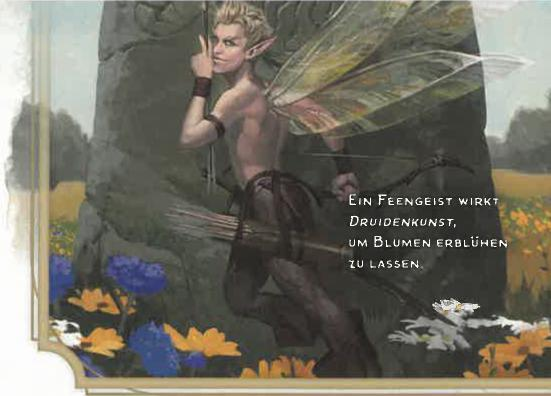 Ein Feengeist wirkt
Druidenkunst,
um Blumen erblühen
zu lassen.